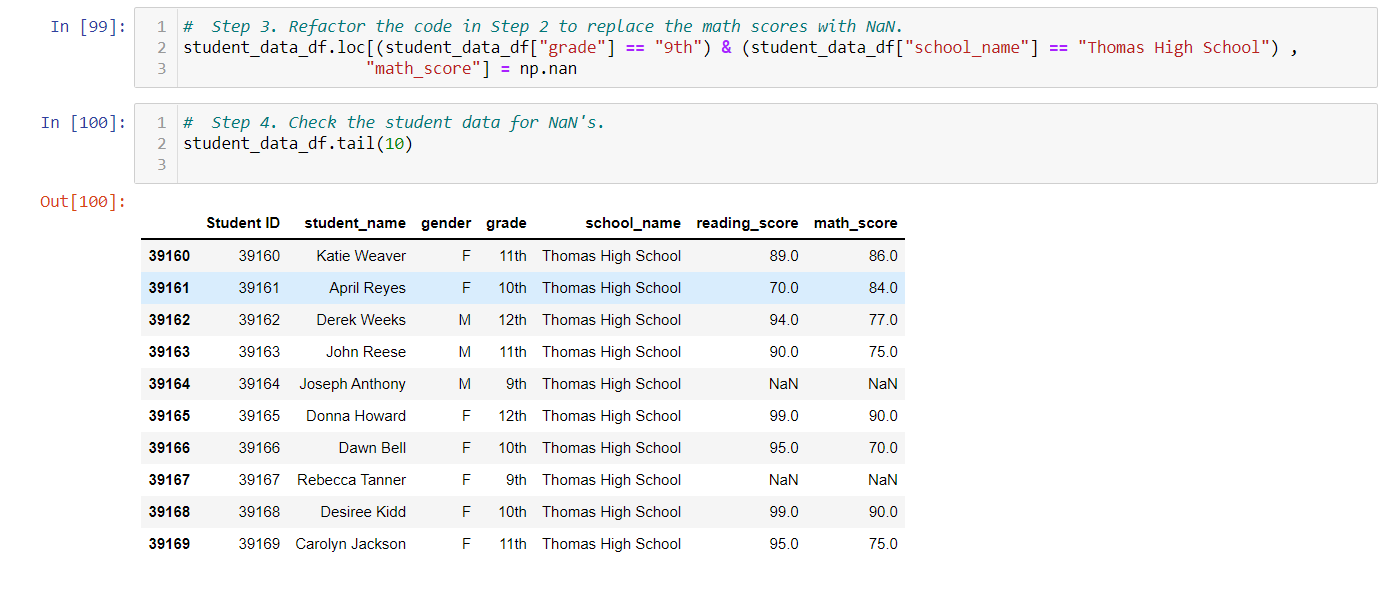 In [99]:
1 #  Step 3. Refactor the code in Step 2 to replace the math scores with NaN.
2 student_data_df.loc[(student_data_df["grade"] == "9th") & (student_data_df["school_name"] == "Thomas High School") ,
3                    "math_score"] = np.nan
In [100]:
1 #  Step 4. Check the student data for NaN's.
2 student_data_df.tail(10)
3
Out[100]:
Student ID student_name gender grade school_name reading_score math_score
39160 39160 Katie Weaver F 11th Thomas High School 89.0 86.0
39161 39161 April Reyes F 10th Thomas High School 70.0 84.0
39162 39162 Derek Weeks M 12th Thomas High School 94.0 77.0
39163 39163 John Reese M 11th Thomas High School 90.0 75.0
39164 39164 Joseph Anthony M 9th Thomas High School NaN NaN
39165 39165 Donna Howard F 12th Thomas High School 99.0 90.0
39166 39166 Dawn Bell F 10th Thomas High School 95.0 70.0
39167 39167 Rebecca Tanner F 9th Thomas High School NaN NaN
39168 39168 Desiree Kidd F 10th Thomas High School 99.0 90.0
39169 39169 Carolyn Jackson F 11th Thomas High School 95.0 75.0